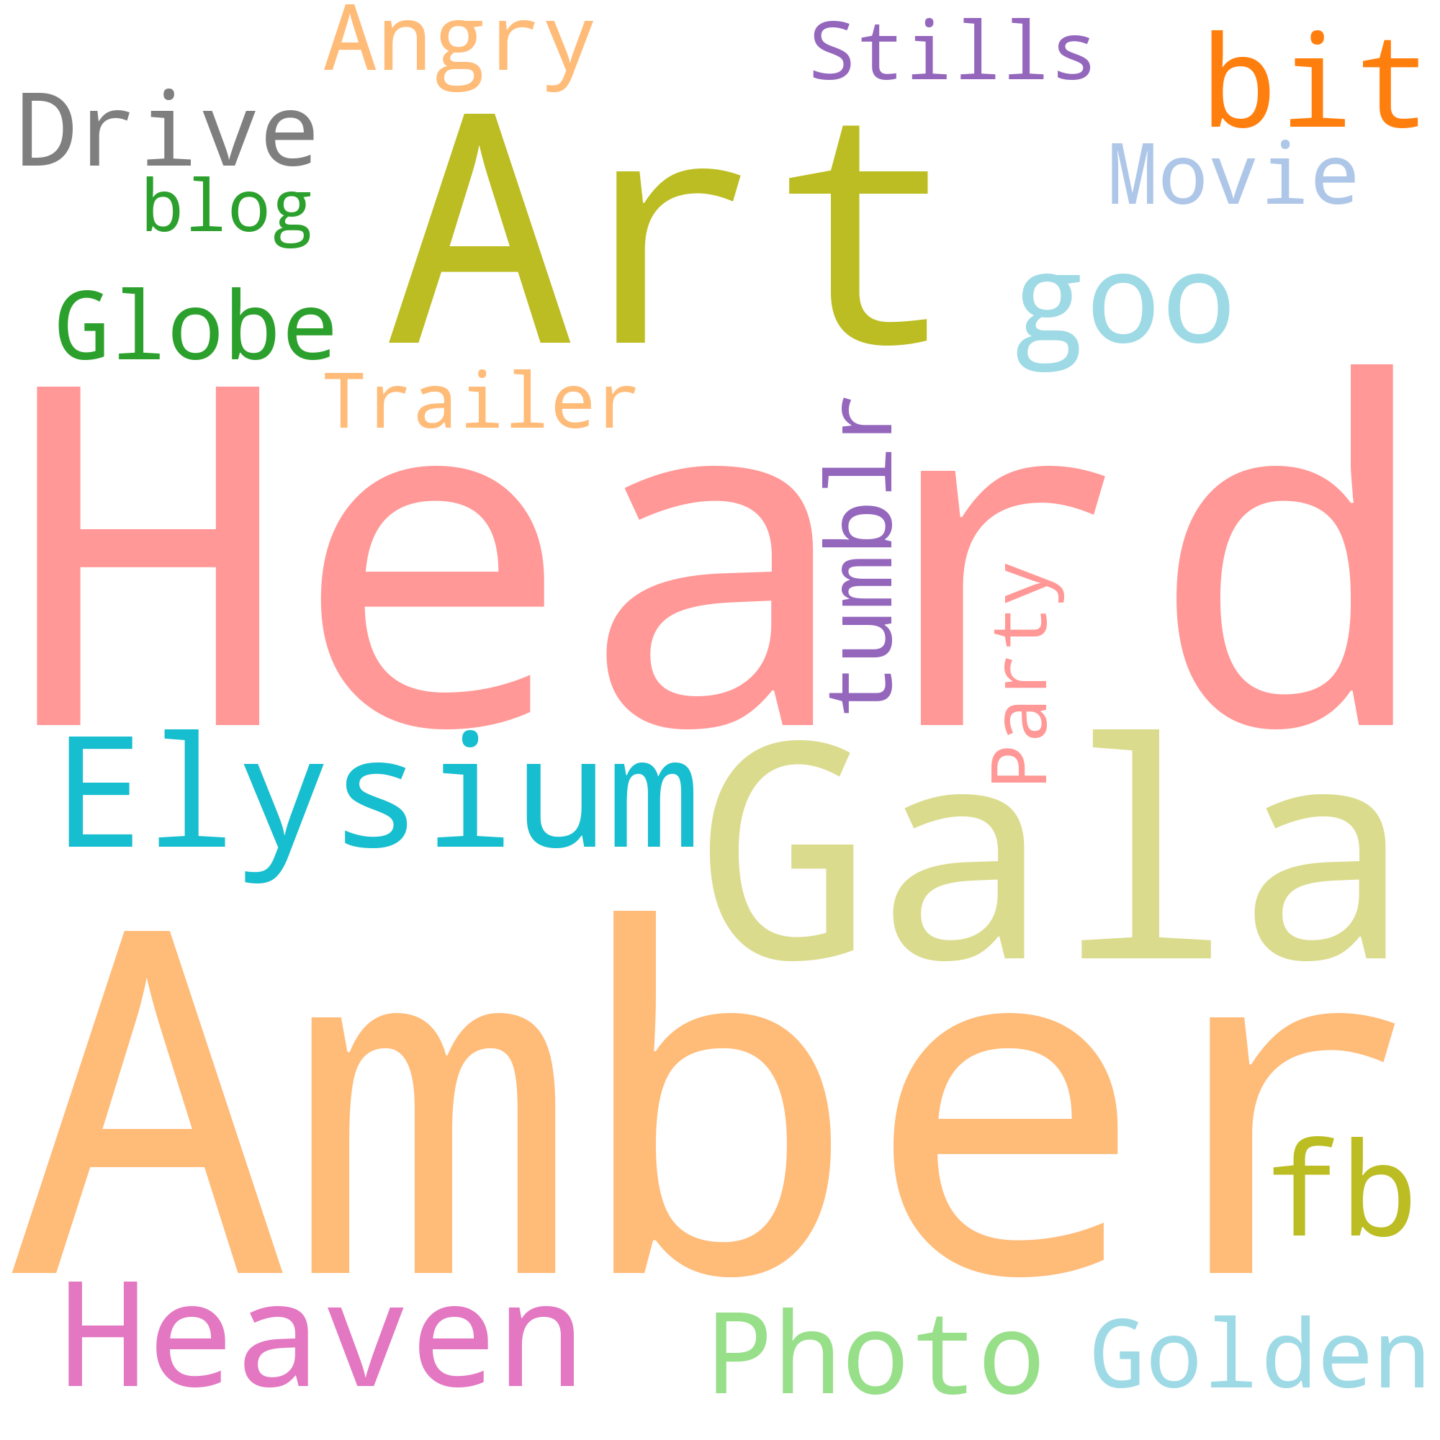 Angry
Stills
bit
Drive
Art
Movie
blog
goo
Globe
Trailer
Heard
tumblr
Party
Elysium
Gala
Amber
fb
Heaven
Photo
Golden